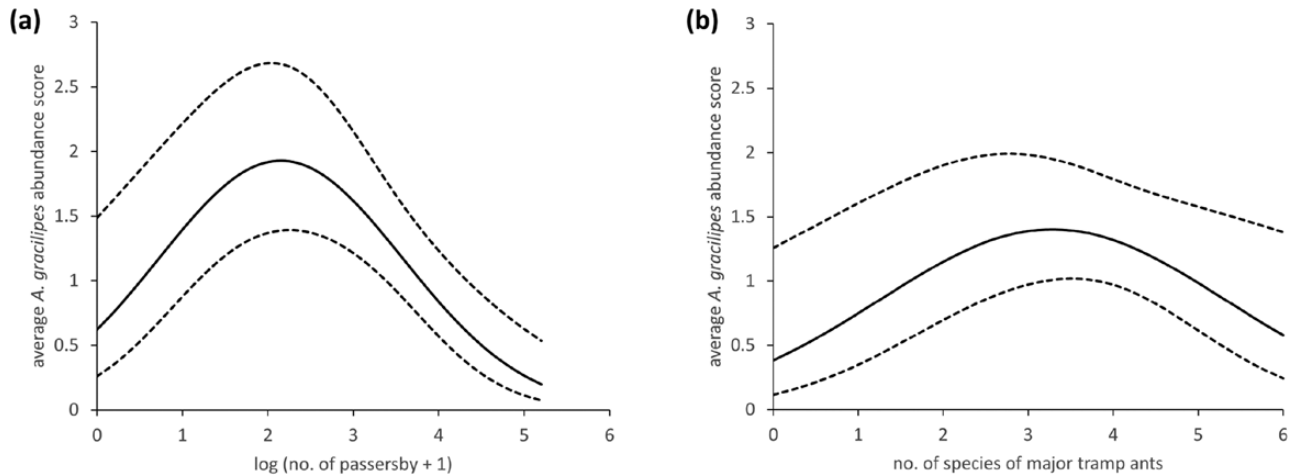 (a)
3
2.5
2
1.5
1
0.5
0
average A. gracilipes abundance score
0 1 2 3 4 5 6
log (no. of passersby + 1)
(b)
3
2.5
2
1.5
1
0.5
0
average A. gracilipes abundance score
0 1 2 3 4 5 6
no. of species of major tramp ants